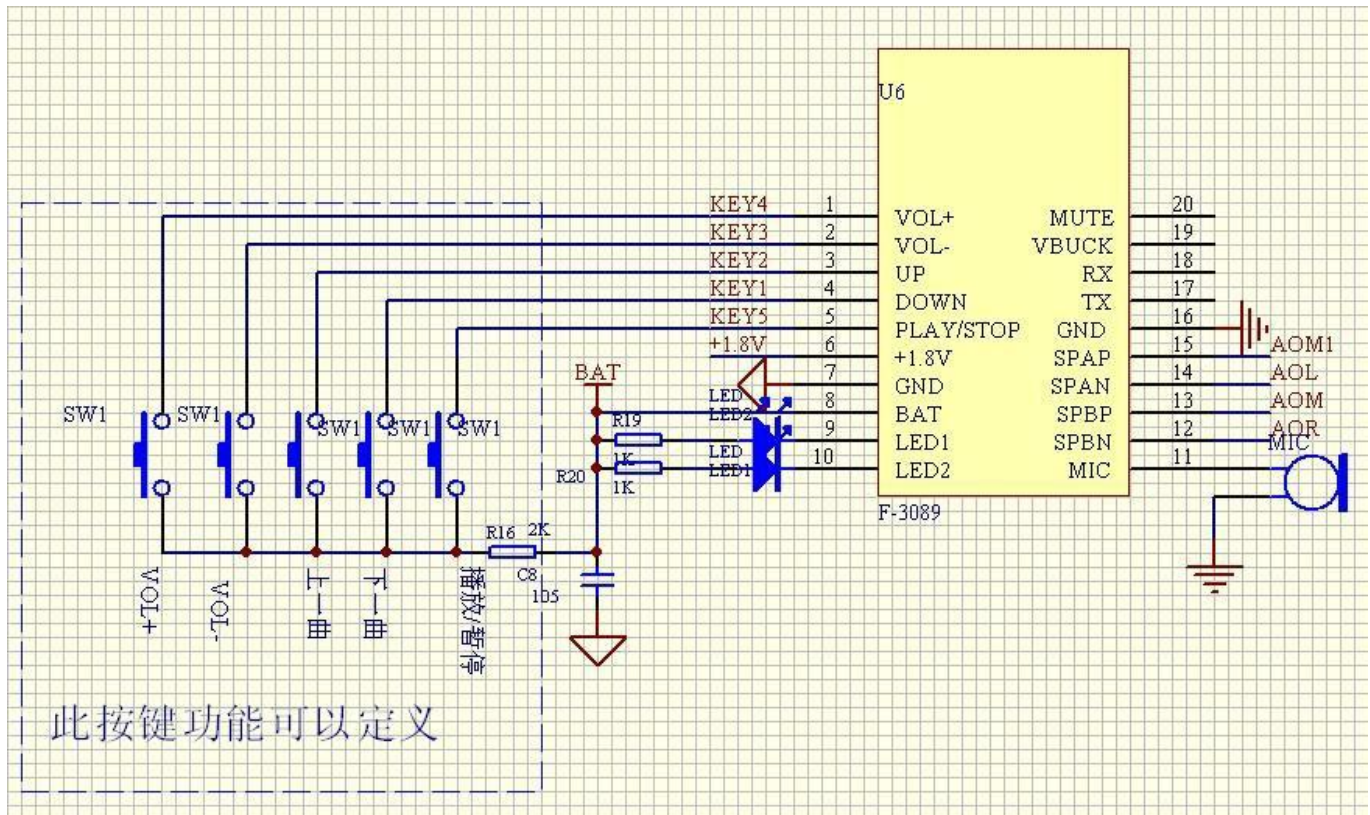 U6
KEY4 1 VOL+ MUTE 20
KEY3 2 VOL- VBUCK 19
KEY2 3 UP RX 18
KEY1 4 DOWN TX 17
KEY5 5 PLAY/STOP GND 16
+1.8V 6 +1.8V SPAP 15 AOM1
7 GND SPAN 14 AOL
8 BAT SPBP 13 AOM
9 LED1 SPBN 12 AOR
10 LED2 MIC 11 MIC
F-3089
BAT
LED
LED2
R19
1K
LED
LED1
R20
1K
SW1 SW1 SW1 SW1 SW1
R16 2K
C8
105
VOL+
VOL-
上一曲
下一曲
播放/暂停
此按键功能可以定义